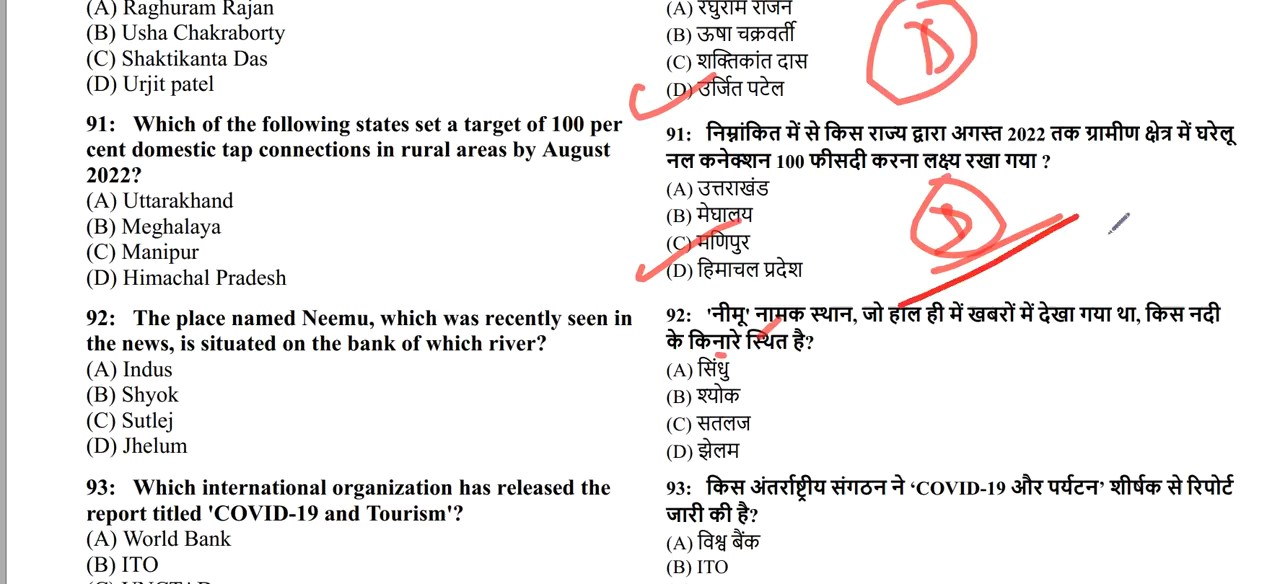 (A) Raghuram Rajan
(B) Usha Chakraborty
(C) Shaktikanta Das
(D) Urjit patel
91: Which of the following states set a target of 100 per
cent domestic tap connections in rural areas by August
2022?
(A) Uttarakhand
(B) Meghalaya
(C) Manipur
(D) Himachal Pradesh
92: The place named Neemu, which was recently seen in
the news, is situated on the bank of which river?
(A) Indus
(B) Shyok
(C) Sutlej
(D) Jhelum
93: Which international organization has released the
report titled 'COVID-19 and Tourism'?
(A) World Bank
(B) ITO
(A) रघुराम राजन
(B) ऊषा चक्रवर्ती
(C) शक्तिकांत दास
(D) उर्जित पटेल
D
91: निम्नांकित में से किस राज्य द्वारा अगस्त 2022 तक ग्रामीण क्षेत्र में घरेलू
नल कनेक्शन 100 फीसदी करना लक्ष्य रखा गया ?
(A) उत्तराखंड
(B) मेघालय
(C) मणिपुर
(D) हिमाचल प्रदेश
D
92: 'नीमू' नामक स्थान, जो हाल ही में खबरों में देखा गया था, किस नदी
के किनारे स्थित है?
(A) सिंधु
(B) श्योक
(C) सतलज
(D) झेलम
93: किस अंतर्राष्ट्रीय संगठन ने ‘COVID-19 और पर्यटन’ शीर्षक से रिपोर्ट
जारी की है?
(A) विश्व बैंक
(B) ITO